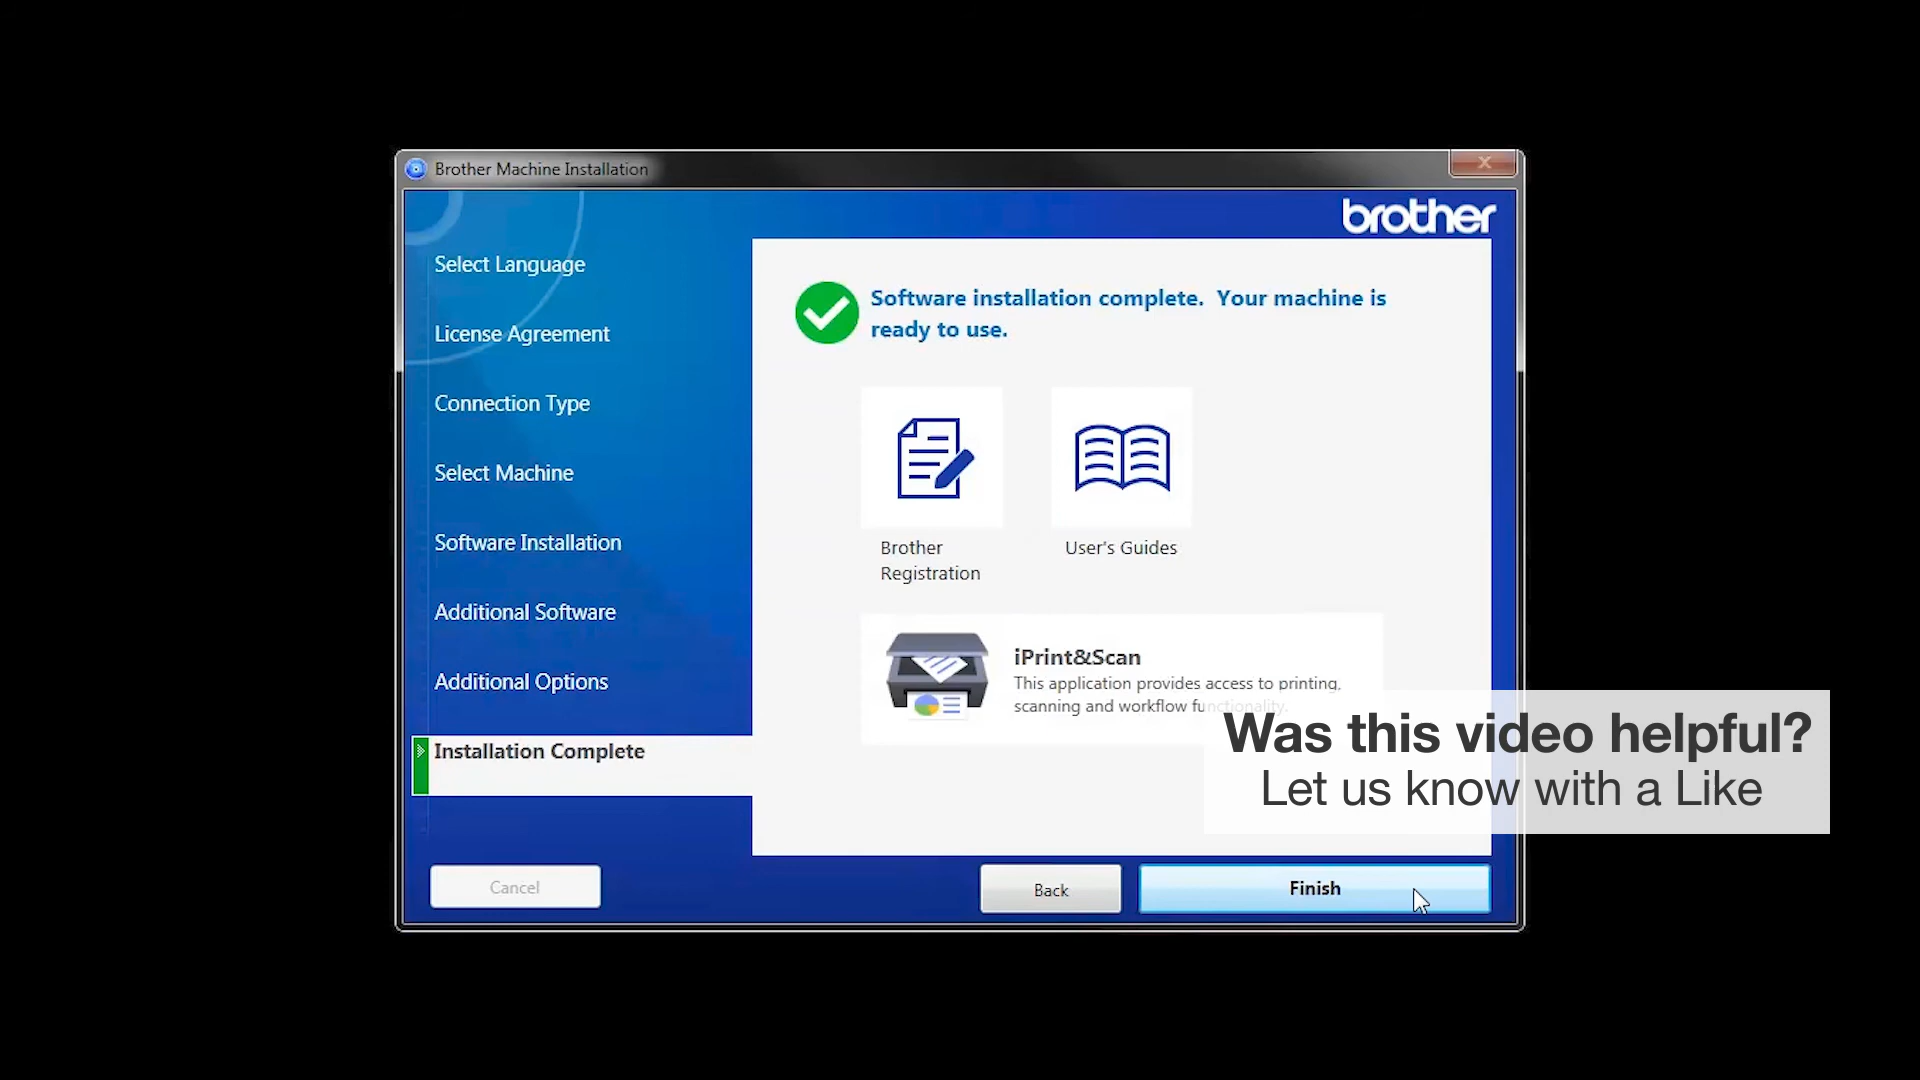 Brother Machine Installation
brother
Select Language
License Agreement
Connection Type
Select Machine
Software Installation
Additional Software
Additional Options
Installation Complete
Software installation complete. Your machine is
ready to use.
Brother
Registration
User's Guides
iPrint&Scan
This application provides access to printing,
scanning and workflow functionality.
Was this video helpful?
Let us know with a Like
Cancel
Back
Finish